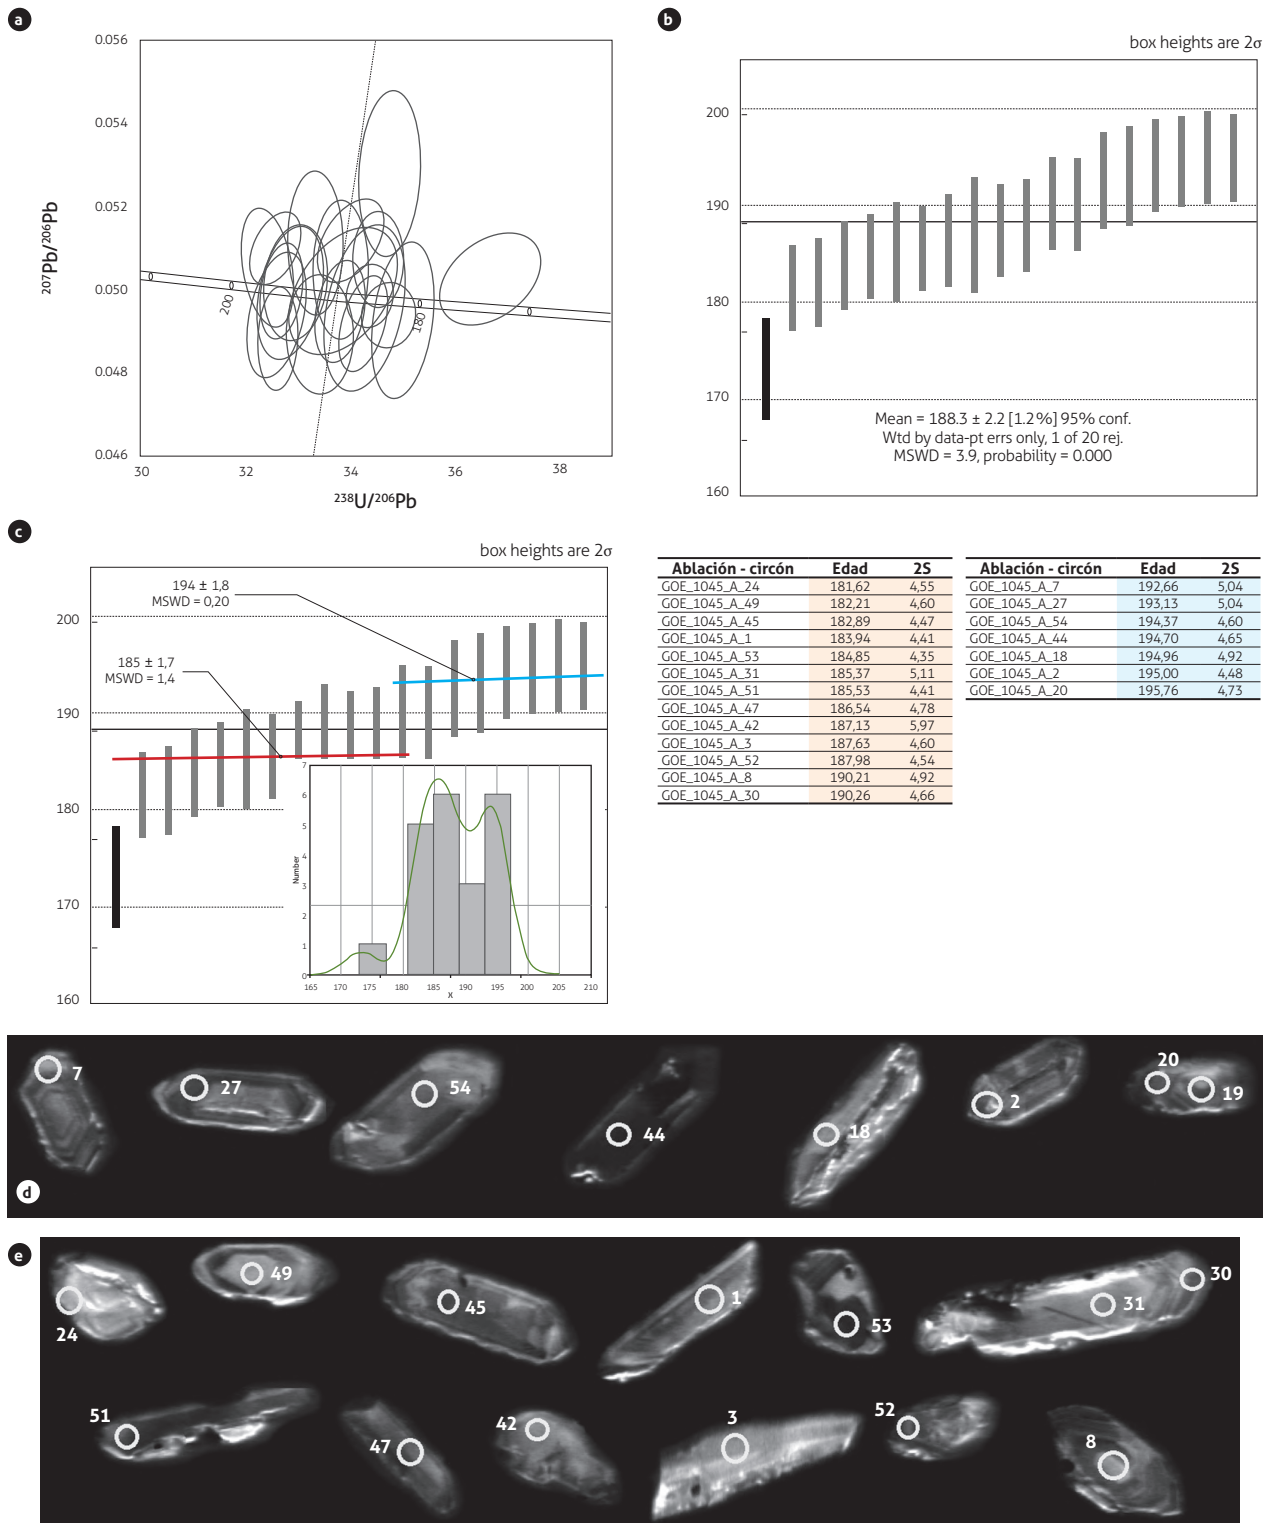 a
0.056
0.054
0.052
0.050
0.048
0.046
207Pb/206Pb
200
180
30 32 34 36 38
238U/206Pb
b
box heights are 2σ
200
190
180
170
160
Mean = 188.3 ± 2.2 [1.2%] 95% conf.
Wtd by data-pt errs only, 1 of 20 rej.
MSWD = 3.9, probability = 0.000
c
box heights are 2σ
200
190
180
170
160
194 ± 1,8
MSWD = 0,20
185 ± 1,7
MSWD = 1,4
7
6
5
4
3
2
1
0
Number
165 170 175 180 185 190 195 200 205 210
X
Ablación - circón Edad 2S
GOE_1045_A_24 181,62 4,55
GOE_1045_A_49 182,21 4,60
GOE_1045_A_45 182,89 4,47
GOE_1045_A_1 183,94 4,41
GOE_1045_A_53 184,85 4,35
GOE_1045_A_31 185,37 5,11
GOE_1045_A_51 185,53 4,41
GOE_1045_A_47 186,54 4,78
GOE_1045_A_42 187,13 5,97
GOE_1045_A_3 187,63 4,60
GOE_1045_A_52 187,98 4,54
GOE_1045_A_8 190,21 4,92
GOE_1045_A_30 190,26 4,66
Ablación - circón Edad 2S
GOE_1045_A_7 192,66 5,04
GOE_1045_A_27 193,13 5,04
GOE_1045_A_54 194,37 4,60
GOE_1045_A_44 194,70 4,65
GOE_1045_A_18 194,96 4,92
GOE_1045_A_2 195,00 4,48
GOE_1045_A_20 195,76 4,73
7 27 54 44 18 2 20 19
d
e
24 49 45 1 53 31 30
51 47 42 3 52 8